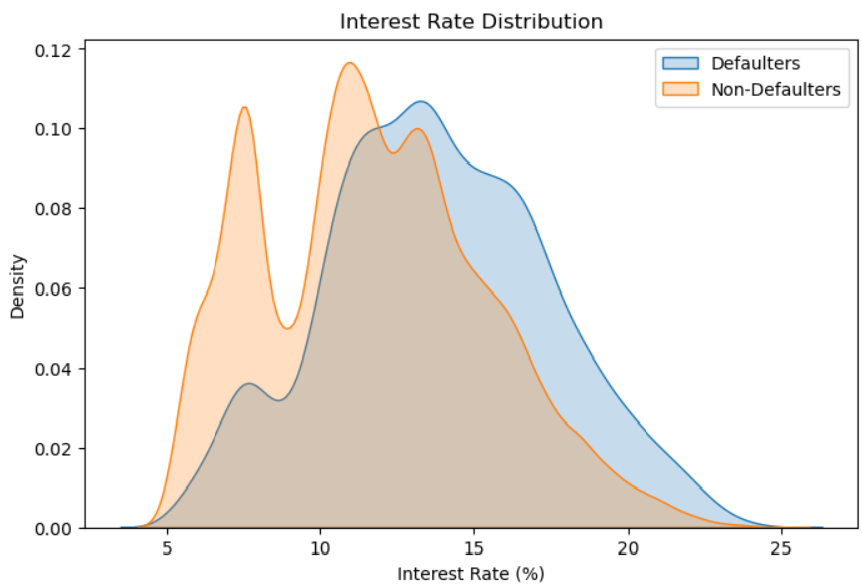 Interest Rate Distribution
Defaulters
Non-Defaulters
Density
0.12
0.10
0.08
0.06
0.04
0.02
0.00
5 10 15 20 25
Interest Rate (%)